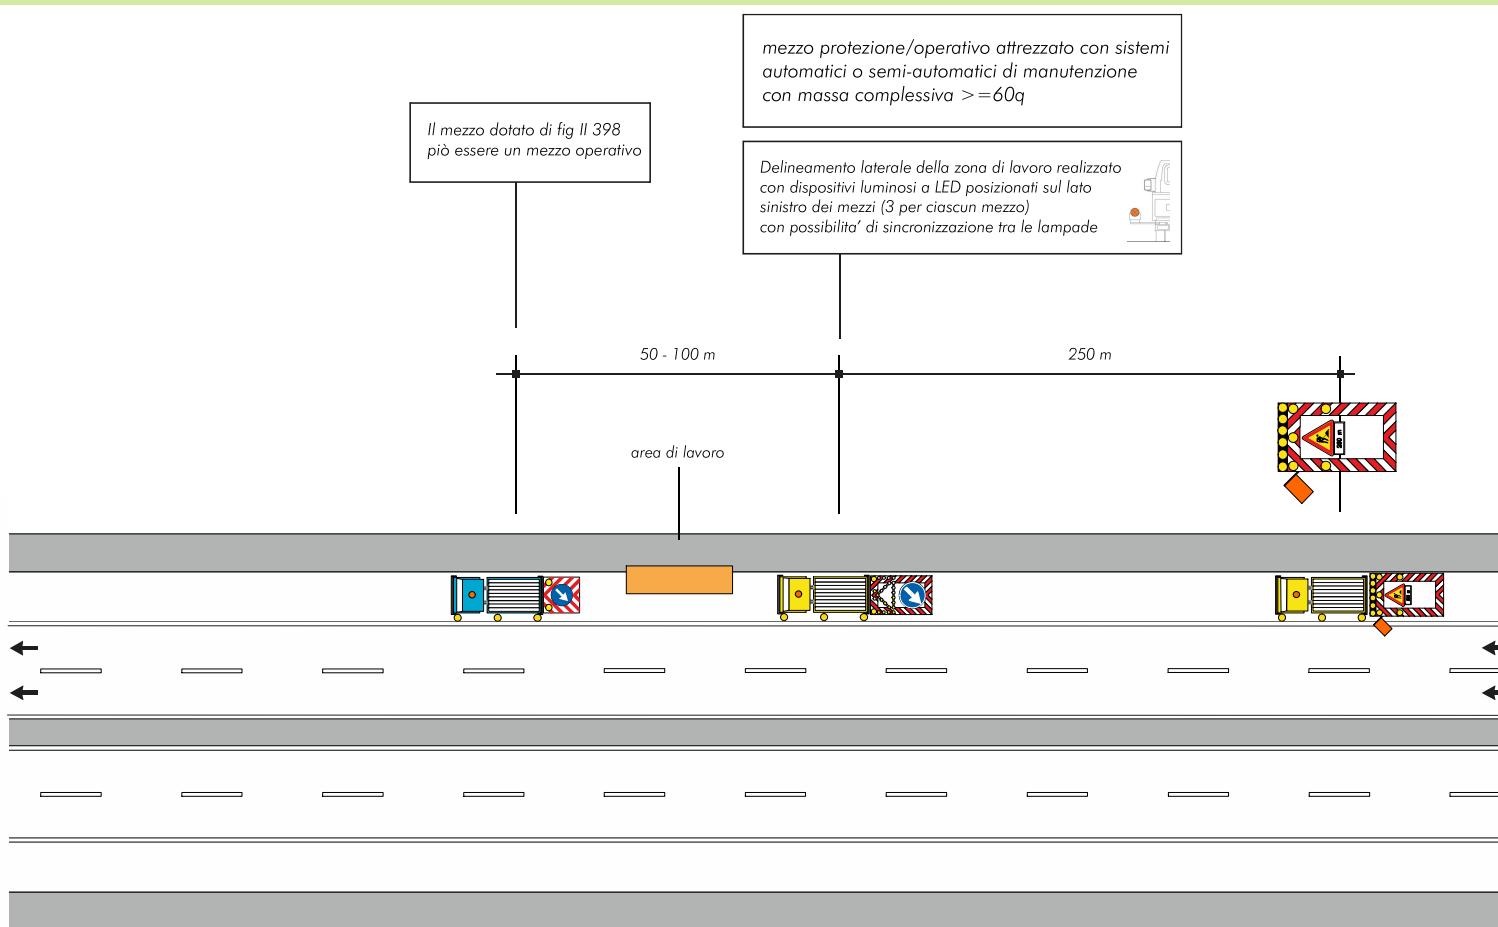 mezzo protezione/operativo attrezzato con sistemi
automatici o semi-automatici di manutenzione
con massa complessiva >=60q
Il mezzo dotato di fig II 398
piò essere un mezzo operativo
Delineamento laterale della zona di lavoro realizzato
con dispositivi luminosi a LED posizionati sul lato
sinistro dei mezzi (3 per ciascun mezzo)
con possibilita’ di sincronizzazione tra le lampade
50 - 100 m
250 m
area di lavoro